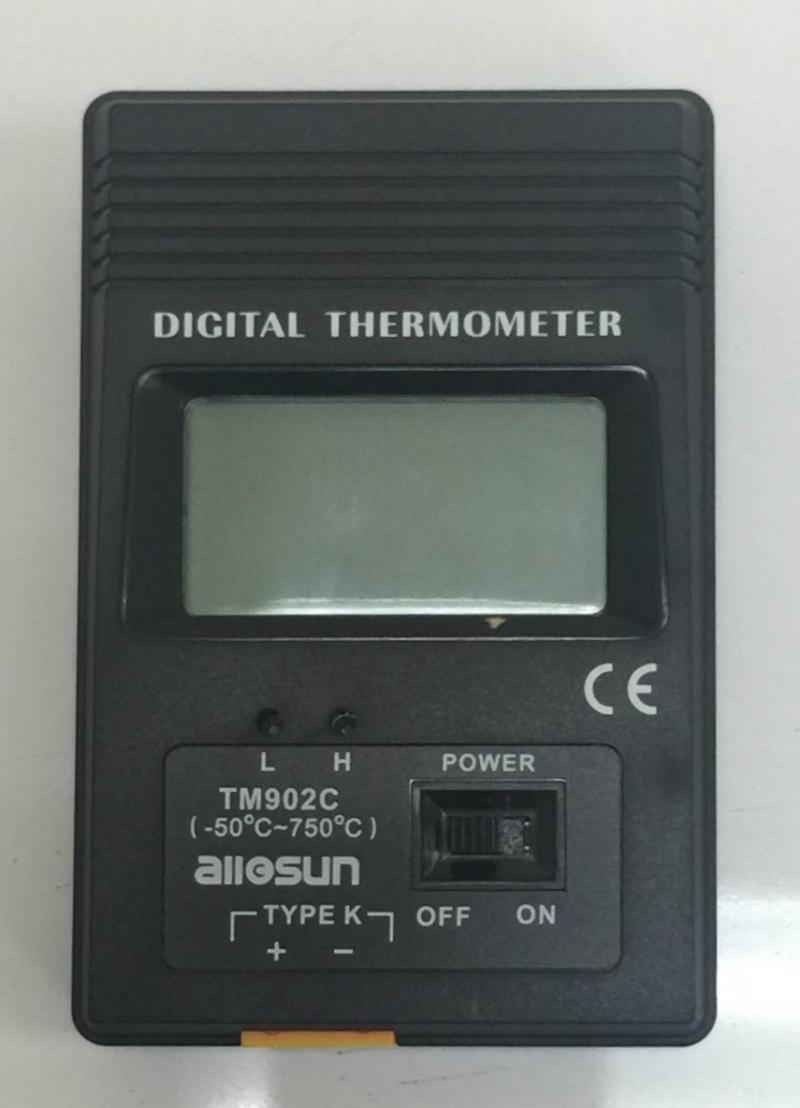 DIGITAL THERMOMETER
CE
L H
POWER
TM902C
(-50°C~750°C)
allosun
TYPE K
OFF ON
+ −